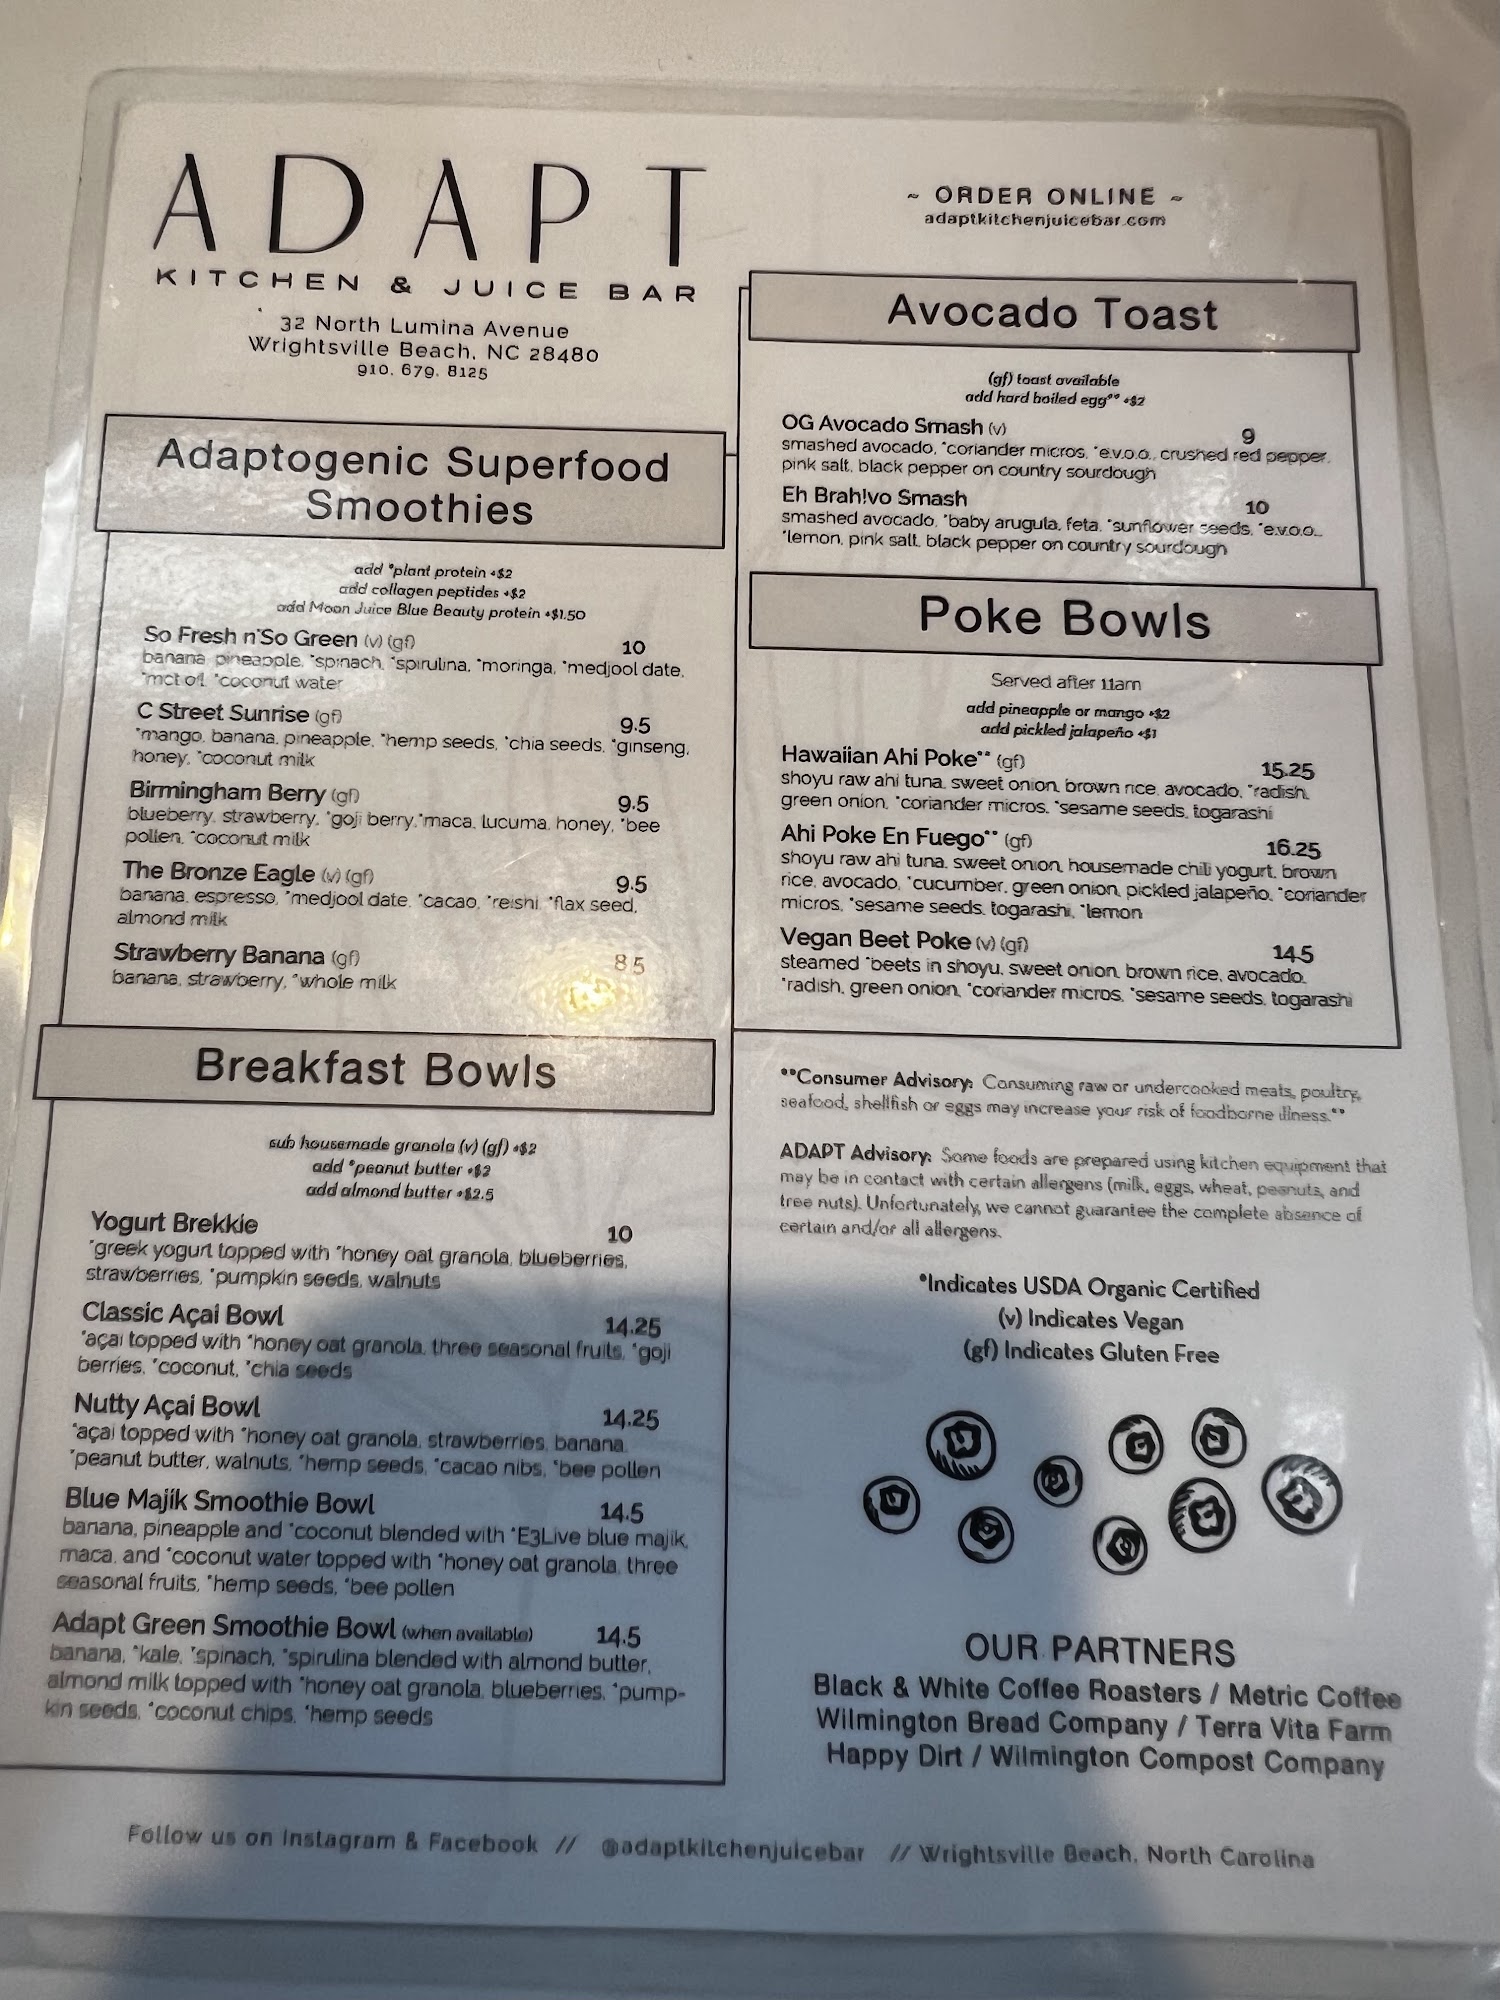 ADAPT
KITCHEN & JUICE BAR
32 North Lumina Avenue
Wrightsville Beach, NC 28480
910. 679. 8125
Adaptogenic Superfood
Smoothies
add *plant protein +$2
add collagen peptides +$2
add Moon Juice Blue Beauty protein +$1.50
So Fresh n'So Green (v) (gf) 10
banana, pineapple, *spinach, *spirulina, *moringa, *medjool date,
*mct oil, *coconut water
C Street Sunrise (gf) 9.5
*mango, banana, pineapple, *hemp seeds, *chia seeds, *ginseng,
honey, *coconut milk
Birmingham Berry (gf) 9.5
blueberry, strawberry, *goji berry,*maca, lucuma, honey, *bee
pollen, *coconut milk
The Bronze Eagle (v) (gf) 9.5
banana, espresso, *medjool date, *cacao, *reishi, *flax seed,
almond milk
Strawberry Banana (gf) 8.5
banana, strawberry, *whole milk
Breakfast Bowls
sub housemade granola (v) (gf) +$2
add *peanut butter +$2
add almond butter +$2.5
Yogurt Brekkie 10
*greek yogurt topped with *honey oat granola, blueberries,
strawberries, *pumpkin seeds, walnuts
Classic Açai Bowl 14.25
*açai topped with *honey oat granola, three seasonal fruits, *goji
berries, *coconut, *chia seeds
Nutty Açai Bowl 14.25
*açai topped with *honey oat granola, strawberries, banana,
*peanut butter, walnuts, *hemp seeds, *cacao nibs, *bee pollen
Blue Majik Smoothie Bowl 14.5
banana, pineapple and *coconut blended with *E3Live blue majik,
maca, and *coconut water topped with *honey oat granola, three
seasonal fruits, *hemp seeds, *bee pollen
Adapt Green Smoothie Bowl (when available) 14.5
banana, *kale, *spinach, *spirulina blended with almond butter,
almond milk topped with *honey oat granola, blueberries, *pump-
kin seeds, *coconut chips, *hemp seeds
~ ORDER ONLINE ~
adaptkitchenjuicebar.com
Avocado Toast
(gf) toast available
add hard boiled egg** +$2
OG Avocado Smash (v) 9
smashed avocado, *coriander micros, *e.v.o.o., crushed red pepper,
pink salt, black pepper on country sourdough
Eh Brah!vo Smash 10
smashed avocado, *baby arugula, feta, *sunflower seeds, *e.v.o.o.,
*lemon, pink salt, black pepper on country sourdough
Poke Bowls
Served after 11am
add pineapple or mango +$2
add pickled jalapeño +$1
Hawaiian Ahi Poke** (gf) 15.25
shoyu raw ahi tuna, sweet onion, brown rice, avocado, *radish,
green onion, *coriander micros, *sesame seeds, togarashi
Ahi Poke En Fuego** (gf) 16.25
shoyu raw ahi tuna, sweet onion, housemade chili yogurt, brown
rice, avocado, *cucumber, green onion, pickled jalapeño, *coriander
micros, *sesame seeds, togarashi, *lemon
Vegan Beet Poke (v) (gf) 14.5
steamed *beets in shoyu, sweet onion, brown rice, avocado,
*radish, green onion, *coriander micros, *sesame seeds, togarashi
**Consumer Advisory: Consuming raw or undercooked meats, poultry,
seafood, shellfish or eggs may increase your risk of foodborne illness.**
ADAPT Advisory: Some foods are prepared using kitchen equipment that
may be in contact with certain allergens (milk, eggs, wheat, peanuts, and
tree nuts). Unfortunately, we cannot guarantee the complete absence of
certain and/or all allergens.
*Indicates USDA Organic Certified
(v) Indicates Vegan
(gf) Indicates Gluten Free
OUR PARTNERS
Black & White Coffee Roasters / Metric Coffee
Wilmington Bread Company / Terra Vita Farm
Happy Dirt / Wilmington Compost Company
Follow us on Instagram & Facebook // @adaptkitchenjuicebar // Wrightsville Beach, North Carolina